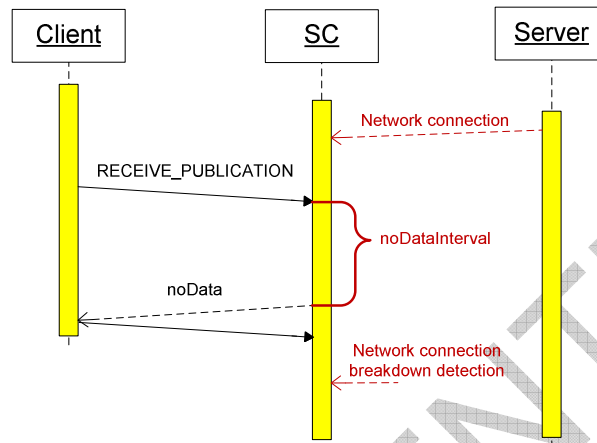 Client
SC
Server
Network connection
RECEIVE_PUBLICATION
noDataInterval
noData
Network connection
breakdown detection